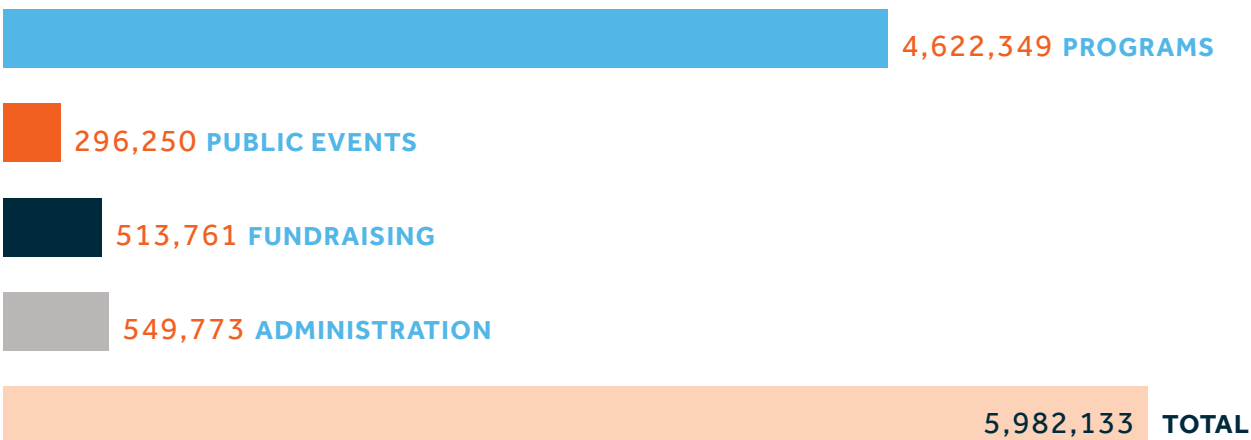 4,622,349 PROGRAMS
296,250 PUBLIC EVENTS
513,761 FUNDRAISING
549,773 ADMINISTRATION
5,982,133 TOTAL